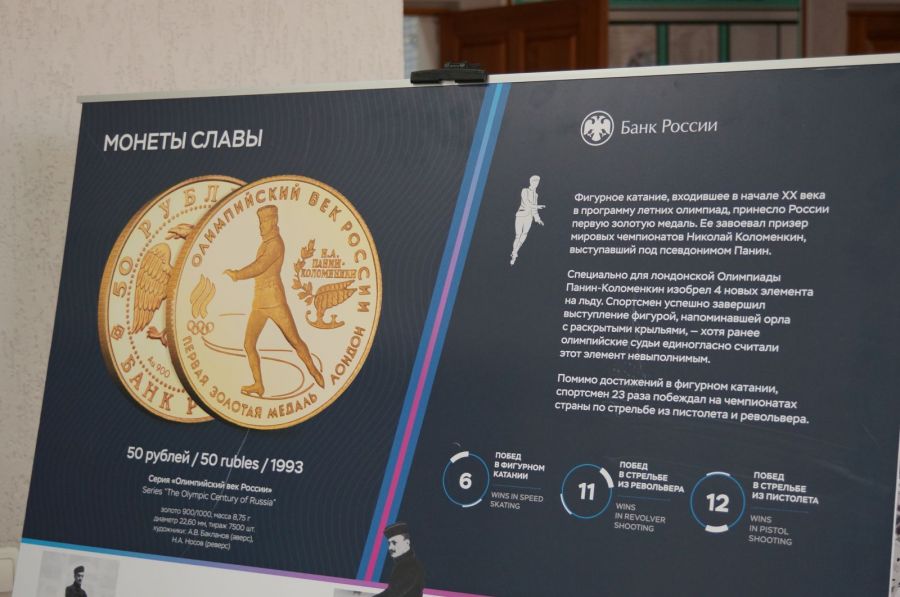 МОНЕТЫ СЛАВЫ
50 РУБЛ
Au 900
БАНК Р
ОЛИМПИЙСКИЙ ВЕК РОССИИ
Н.А.
ПАНИН-
КОЛОМЕНКИН
ПЕРВАЯ ЗОЛОТАЯ МЕДАЛЬ
ЛОНДОН
50 рублей / 50 rubles / 1993
Серия «Олимпийский век России»
Series "The Olympic Century of Russia"
золото 900/1000, масса 8,75 г
диаметр 22,60 мм, тираж 7500 шт.
художники: А.В. Бакланов (аверс),
Н.А. Носов (реверс)
Банк России
Фигурное катание, входившее в начале XX века
в программу летних олимпиад, принесло России
первую золотую медаль. Ее завоевал призер
мировых чемпионатов Николай Коломенкин,
выступавший под псевдонимом Панин.
Специально для лондонской Олимпиады
Панин-Коломенкин изобрел 4 новых элемента
на льду. Спортсмен успешно завершил
выступление фигурой, напоминавшей орла
с раскрытыми крыльями, – хотя ранее
олимпийские судьи единогласно считали
этот элемент невыполнимым.
Помимо достижений в фигурном катании,
спортсмен 23 раза побеждал на чемпионатах
страны по стрельбе из пистолета и револьвера.
6
ПОБЕД
В ФИГУРНОМ
КАТАНИИ
WINS IN SPEED
SKATING
11
ПОБЕД
В СТРЕЛЬБЕ
ИЗ РЕВОЛЬВЕРА
WINS
IN REVOLVER
SHOOTING
12
ПОБЕД
В СТРЕЛЬБЕ
ИЗ ПИСТОЛЕТА
WINS
IN PISTOL
SHOOTING